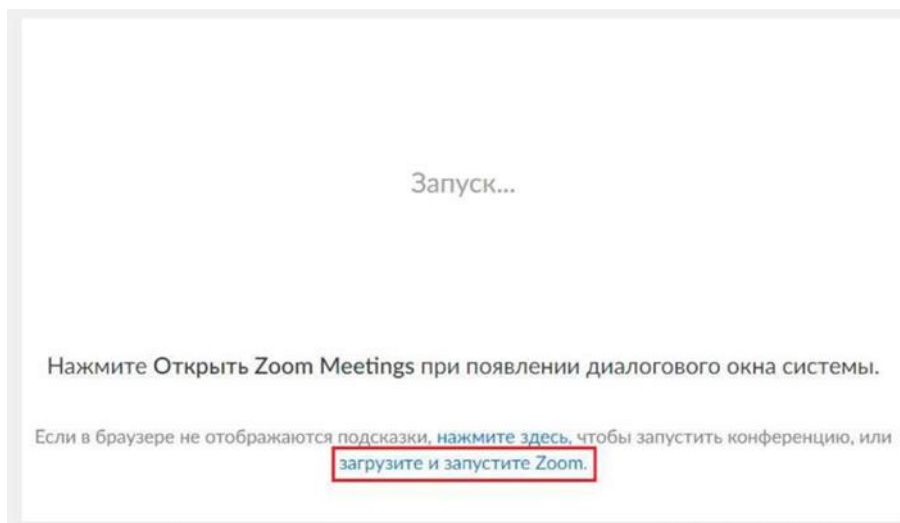 Запуск...
Нажмите Открыть Zoom Meetings при появлении диалогового окна системы.
Если в браузере не отображаются подсказки, нажмите здесь, чтобы запустить конференцию, или
загрузите и запустите Zoom.